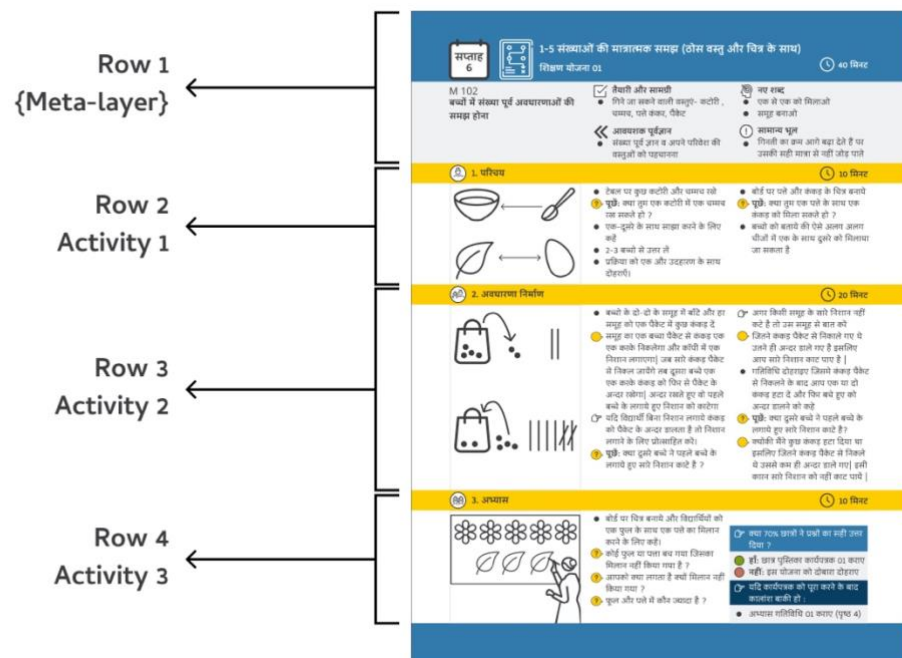 Row 1
{Meta-layer}
Row 2
Activity 1
Row 3
Activity 2
Row 4
Activity 3
सप्ताह
6
1-5 संख्याओं की मात्रात्मक समझ (ठोस वस्तु और चित्र के साथ)
शिक्षण योजना 01
40 मिनट
M 102
बच्चों में संख्या पूर्व अवधारणाओं की
समझ होना
तैयारी और सामग्री
गिने जा सकने वाली वस्तुएं- कटोरी ,
चम्मच, पत्ते कंकर, पैकेट
आवश्यक पूर्वज्ञान
संख्या पूर्व ज्ञान व अपने परिवेश की
वस्तुओं को पहचानना
नए शब्द
एक से एक को मिलाओ
समूह बनाओ
सामान्य भूल
गिनती का क्रम आगे बढ़ा देते हैं पर
उसकी सही मात्रा से नहीं जोड़ पाते
1. परिचय
10 मिनट
टेबल पर कुछ कटोरी और चम्मच रखे
पूछें: क्या तुम एक कटोरी में एक चम्मच
रख सकते हो ?
एक-दूसरे के साथ साझा करने के लिए
कहें
2-3 बच्चों से उत्तर लें
प्रक्रिया को एक और उदहारण के साथ
दोहराएँ।
बोर्ड पर पत्ते और कंकड़ के चित्र बनाये
पूछें: क्या तुम एक पत्ते के साथ एक
कंकड़ को मिला सकते हो ?
बच्चों को बताये की ऐसे अलग अलग
चीजों में एक के साथ दूसरे को मिलाया
जा सकता है
2. अवधारणा निर्माण
20 मिनट
बच्चों के दो-दो के समूह में बाँटें और हर
समूह को एक पैकेट में कुछ कंकड़ दें
समूह का एक बच्चा पैकेट से कंकड़ एक
एक करके निकलेगा और कॉपी में एक
निशान लगाएगा| जब सारे कंकड़ पैकेट
से निकल जायेंगे तब दूसरा बच्चे एक
एक करके कंकड़ को फिर से पैकेट के
अन्दर रखेगा| अन्दर रखते हुए वो पहले
बच्चे के लगाये हुए निशान को काटेगा
यदि विद्यार्थी बिना निशान लगाये कंकड़
को पैकेट के अन्दर डालता है तो निशान
लगाने के लिए प्रोत्साहित करें।
पूछें: क्या दुसरे बच्चे ने पहले बच्चे के
लगाये हुए सारे निशान काटे है ?
अगर किसी समूह के सारे निशान नहीं
कटे है तो उस समूह से बात करे
जितने कंकड़ पैकेट से निकाले गए थे
उतने ही अन्दर डाले गए है इसलिए
आप सारे निशान काट पाए है |
गतिविधि दोहराइए जिसमे कंकड़ पैकेट
से निकलने के बाद आप एक या दो
कंकड़ हटा दें और फिर बचे हुए को
अन्दर डालने को कहे
पूछें: क्या दूसरे बच्चे ने पहले बच्चे के
लगाये हुए सारे निशान काटे है?
क्योंकी मैंने कुछ कंकड़ हटा दिया था
इसलिए जितने कंकड़ पैकेट से निकले
थे उससे कम ही अन्दर डाले गए| इसी
कारन सारे निशान को नहीं काट पाये |
3. अभ्यास
10 मिनट
बोर्ड पर चित्र बनाये और विद्यार्थियों को
एक फूल के साथ एक पत्ते का मिलान
करने के लिए कहें।
कोई फूल या पत्ता बच गया जिसका
मिलान नहीं किया गया है ?
आपको क्या लगता है क्यों मिलान नहीं
किया गया ?
फूल और पत्ते में कौन ज्यादा है ?
क्या 70% छात्रों ने प्रश्नों का सही उत्तर
दिया ?
हाँ: छात्र पुस्तिका कार्यपत्रक 01 कराए
नहीं: इस योजना को दोबारा दोहराए
यदि कार्यपत्रक को पूरा करने के बाद
कालांश बाकी हो :
अभ्यास गतिविधि 01 कराए (पृष्ठ 4)